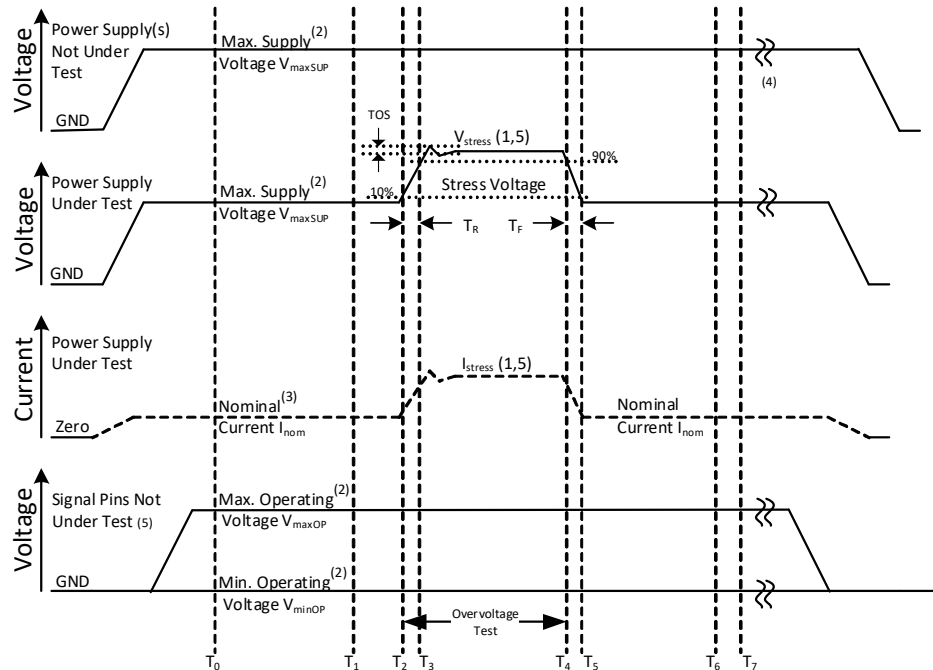 Voltage
Power Supply(s)
Not Under
Test
GND
Max. Supply(2)
Voltage VmaxSUP
(4)
TOS
Vstress (1,5)
90%
Voltage
Power Supply
Under Test
GND
Max. Supply(2)
Voltage VmaxSUP
10%
Stress Voltage
TR
TF
Current
Power Supply
Under Test
Zero
Nominal(3)
Current Inom
Istress (1,5)
Nominal
Current Inom
Voltage
Signal Pins Not
Under Test (5)
GND
Max. Operating(2)
Voltage VmaxOP
Min. Operating(2)
Voltage VminOP
Overvoltage
Test
T0 T1 T2 T3 T4 T5 T6 T7